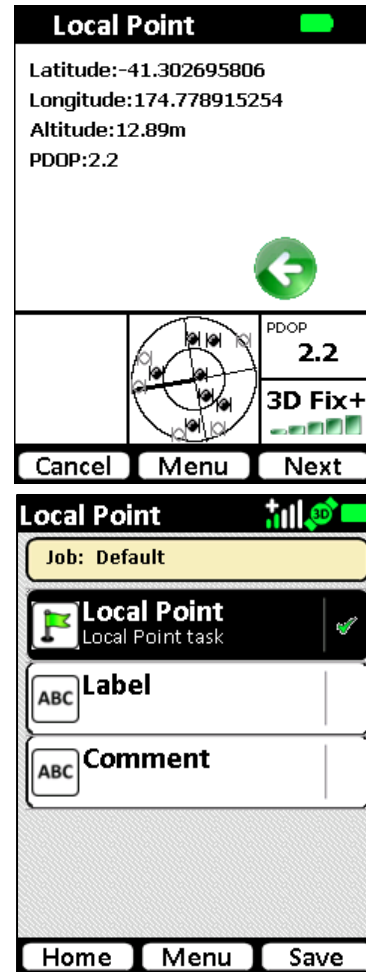 Local Point
Latitude:-41.302695806
Longitude:174.778915254
Altitude:12.89m
PDOP:2.2
PDOP
2.2
3D Fix+
Cancel Menu Next
Local Point
3D
Job: Default
Local Point
Local Point task
ABC Label
ABC Comment
Home Menu Save